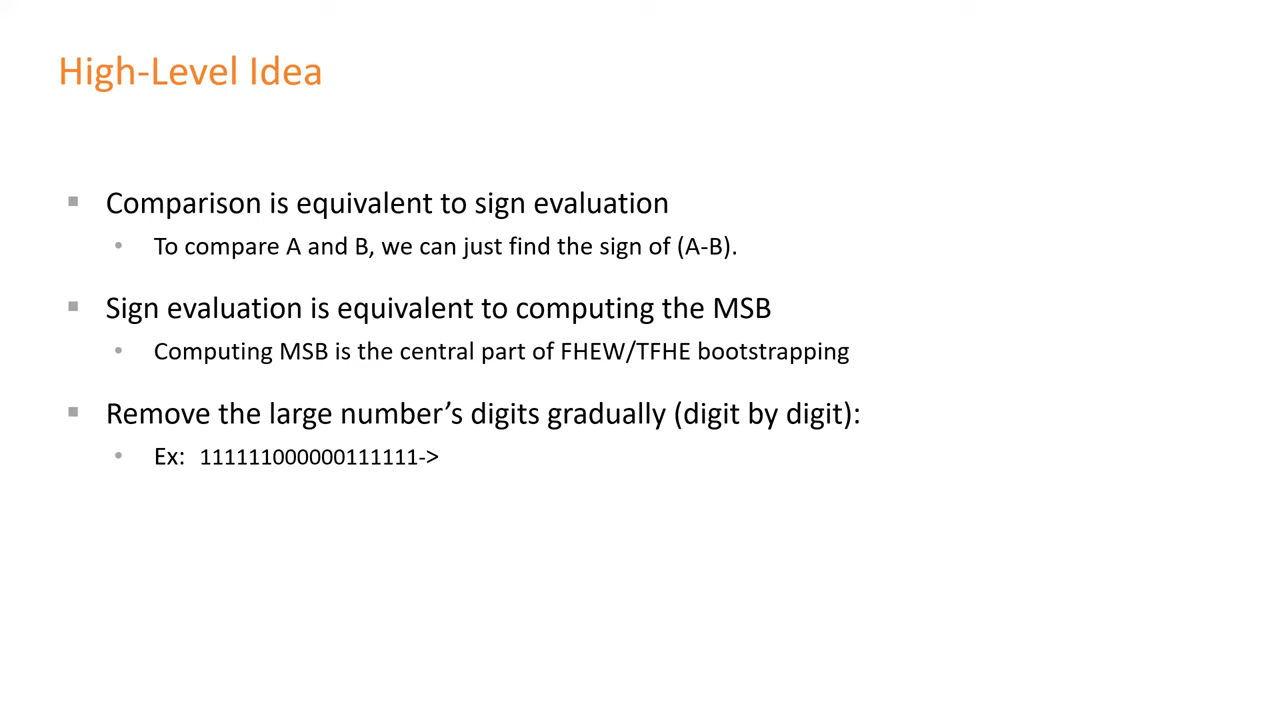 High-Level Idea
Comparison is equivalent to sign evaluation
To compare A and B, we can just find the sign of (A-B).
Sign evaluation is equivalent to computing the MSB
Computing MSB is the central part of FHEW/TFHE bootstrapping
Remove the large number’s digits gradually (digit by digit):
Ex: 111111000000111111->